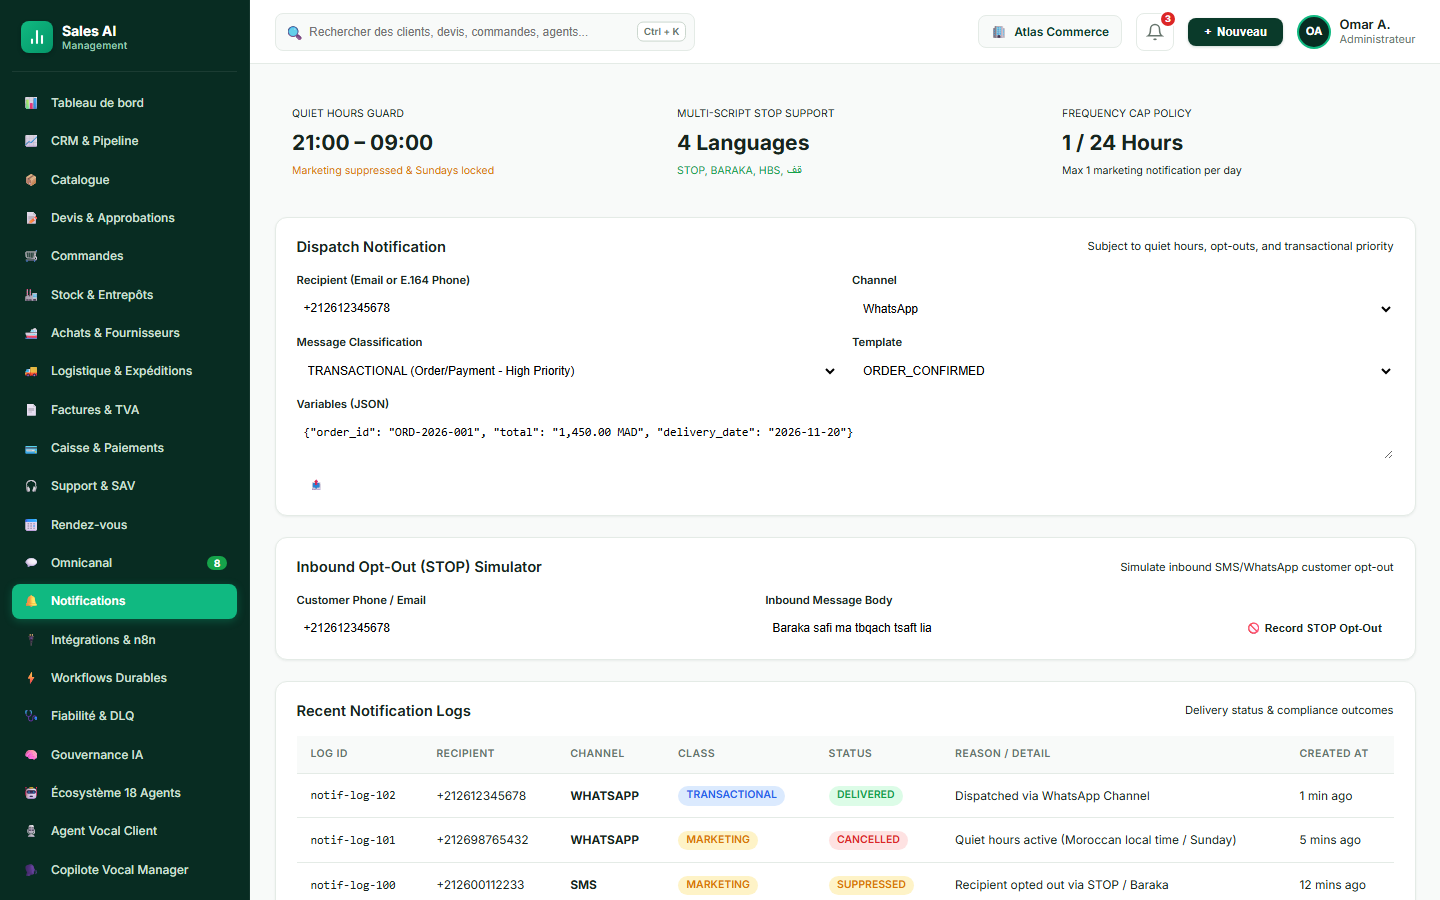 Sales AI
Management
Tableau de bord
CRM & Pipeline
Catalogue
Devis & Approbations
Commandes
Stock & Entrepôts
Achats & Fournisseurs
Logistique & Expéditions
Factures & TVA
Caisse & Paiements
Support & SAV
Rendez-vous
Omnicanal 8
Notifications
Intégrations & n8n
Workflows Durables
Fiabilité & DLQ
Gouvernance IA
Écosystème 18 Agents
Agent Vocal Client
Copilote Vocal Manager
Rechercher des clients, devis, commandes, agents... Ctrl + K
Atlas Commerce
3
+ Nouveau
OA
Omar A.
Administrateur
QUIET HOURS GUARD
21:00 – 09:00
Marketing suppressed & Sundays locked
MULTI-SCRIPT STOP SUPPORT
4 Languages
STOP, BARAKA, HBS, قف
FREQUENCY CAP POLICY
1 / 24 Hours
Max 1 marketing notification per day
Dispatch Notification
Subject to quiet hours, opt-outs, and transactional priority
Recipient (Email or E.164 Phone)
+212612345678
Channel
WhatsApp
Message Classification
TRANSACTIONAL (Order/Payment - High Priority)
Template
ORDER_CONFIRMED
Variables (JSON)
{"order_id": "ORD-2026-001", "total": "1,450.00 MAD", "delivery_date": "2026-11-20"}
Inbound Opt-Out (STOP) Simulator
Simulate inbound SMS/WhatsApp customer opt-out
Customer Phone / Email
+212612345678
Inbound Message Body
Baraka safi ma tbqach tsaft lia
Record STOP Opt-Out
Recent Notification Logs
Delivery status & compliance outcomes
LOG ID RECIPIENT CHANNEL CLASS STATUS REASON / DETAIL CREATED AT
notif-log-102 +212612345678 WHATSAPP TRANSACTIONAL DELIVERED Dispatched via WhatsApp Channel 1 min ago
notif-log-101 +212698765432 WHATSAPP MARKETING CANCELLED Quiet hours active (Moroccan local time / Sunday) 5 mins ago
notif-log-100 +212600112233 SMS MARKETING SUPPRESSED Recipient opted out via STOP / Baraka 12 mins ago